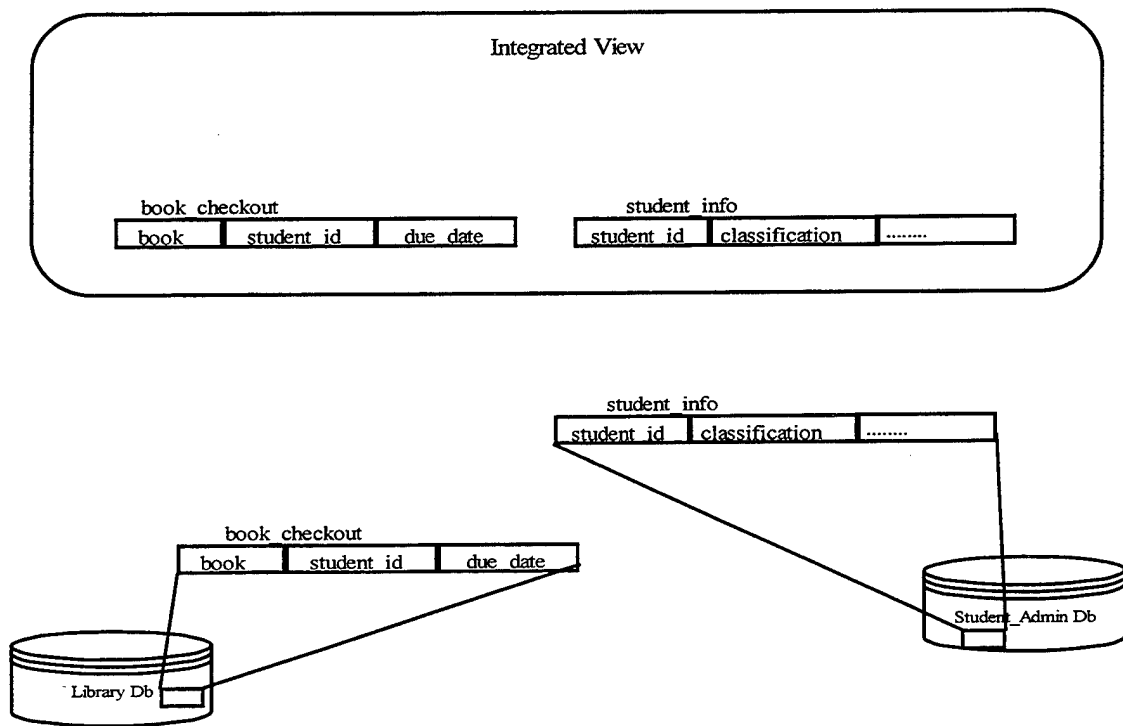 Integrated View
book_checkout
book student_id due_date
student_info
student_id classification ........
student_info
student_id classification ........
book_checkout
book student_id due_date
Student_Admin Db
Library Db